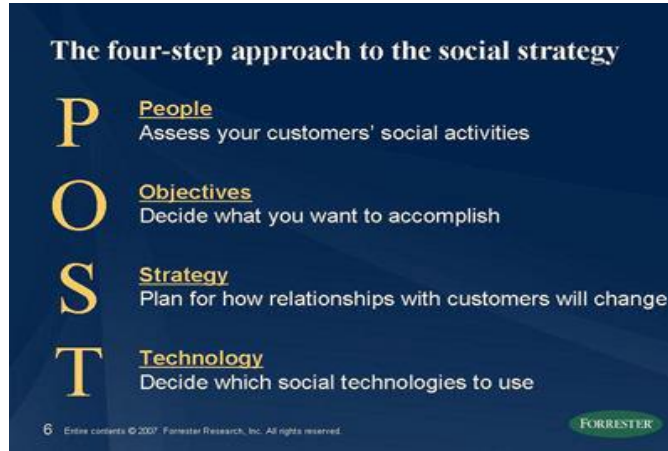 The four-step approach to the social strategy
P
People
Assess your customers' social activities
O
Objectives
Decide what you want to accomplish
S
Strategy
Plan for how relationships with customers will change
T
Technology
Decide which social technologies to use
6 Entire contents © 2007 Forrester Research, Inc. All rights reserved.
FORRESTER